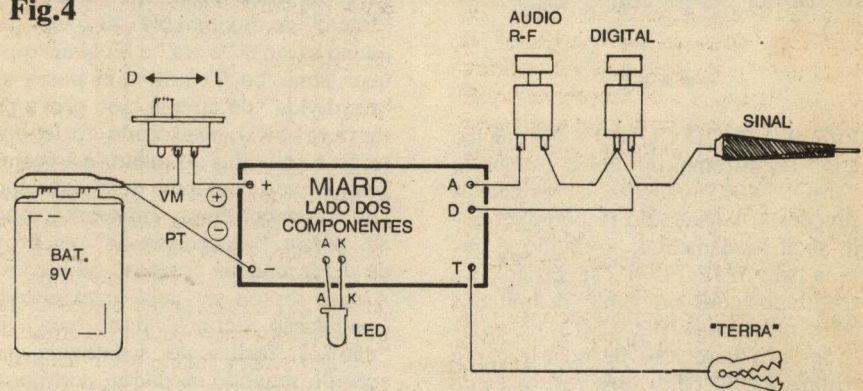 Fig.4
AUDIO
R-F
DIGITAL
D L
SINAL
VM
+
+
MIARD
LADO DOS
COMPONENTES
A
D
PT
−
−
A K
T
BAT.
9V
A K
LED
"TERRA"